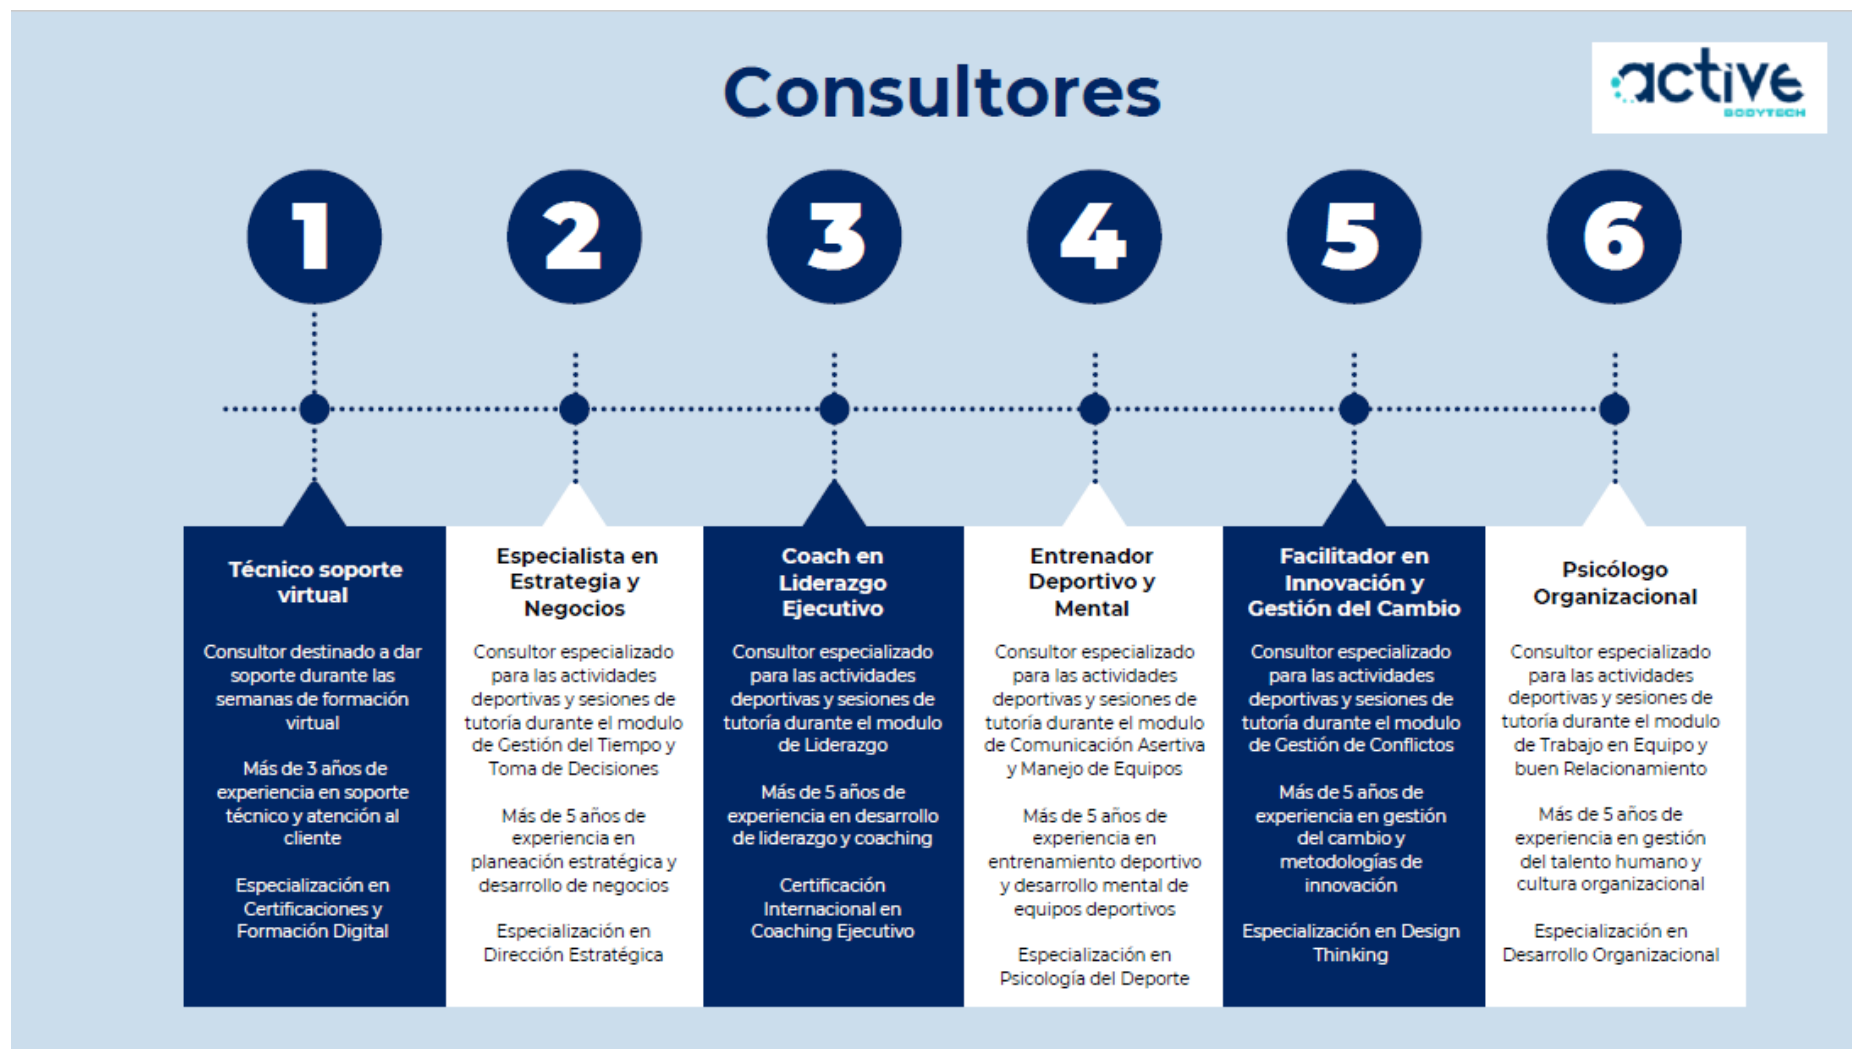 Consultores
active
BODYTECH
1
2
3
4
5
6
Técnico soporte
virtual
Consultor destinado a dar
soporte durante las
semanas de formación
virtual
Más de 3 años de
experiencia en soporte
técnico y atención al
cliente
Especialización en
Certificaciones y
Formación Digital
Especialista en
Estrategia y
Negocios
Consultor especializado
para las actividades
deportivas y sesiones de
tutoría durante el modulo
de Gestión del Tiempo y
Toma de Decisiones
Más de 5 años de
experiencia en
planeación estratégica y
desarrollo de negocios
Especialización en
Dirección Estratégica
Coach en
Liderazgo
Ejecutivo
Consultor especializado
para las actividades
deportivas y sesiones de
tutoría durante el modulo
de Liderazgo
Más de 5 años de
experiencia en desarrollo
de liderazgo y coaching
Certificación
Internacional en
Coaching Ejecutivo
Entrenador
Deportivo y
Mental
Consultor especializado
para las actividades
deportivas y sesiones de
tutoría durante el modulo
de Comunicación Asertiva
y Manejo de Equipos
Más de 5 años de
experiencia en
entrenamiento deportivo
y desarrollo mental de
equipos deportivos
Especialización en
Psicología del Deporte
Facilitador en
Innovación y
Gestión del Cambio
Consultor especializado
para las actividades
deportivas y sesiones de
tutoría durante el modulo
de Gestión de Conflictos
Más de 5 años de
experiencia en gestión
del cambio y
metodologías de
innovación
Especialización en Design
Thinking
Psicólogo
Organizacional
Consultor especializado
para las actividades
deportivas y sesiones de
tutoría durante el modulo
de Trabajo en Equipo y
buen Relacionamiento
Más de 5 años de
experiencia en gestión
del talento humano y
cultura organizacional
Especialización en
Desarrollo Organizacional